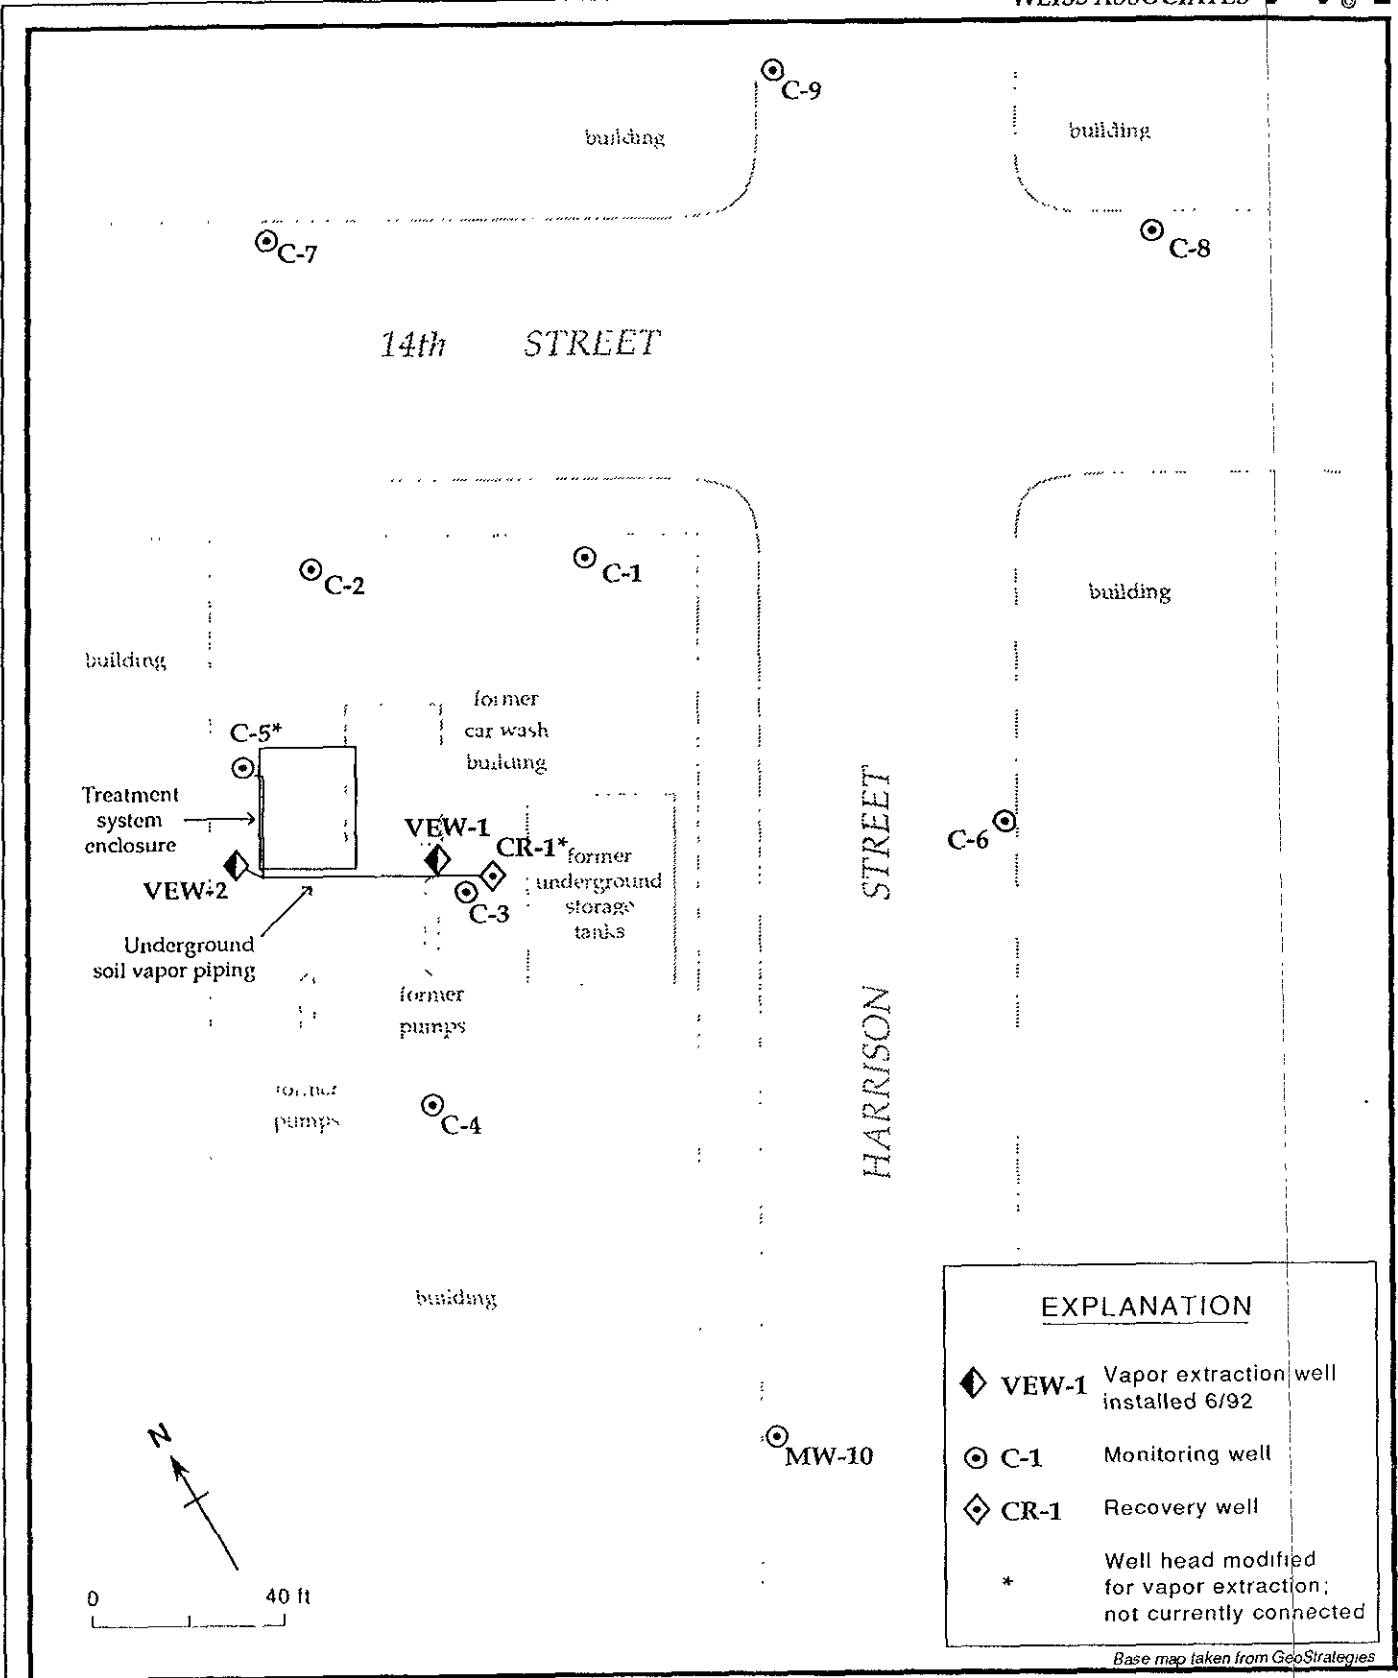 WEISS ASSOCIATES
C-9
building
building
C-7
C-8
14th STREET
C-2
C-1
building
building
former
car wash
building
C-5*
Treatment
system
enclosure
VEW-1
CR-1*
former
underground
storage
tanks
C-6
VEW-2
C-3
Underground
soil vapor piping
former
pumps
former
pumps
C-4
HARRISON STREET
building
MW-10
N
0 40 ft
EXPLANATION
VEW-1 Vapor extraction well
installed 6/92
C-1 Monitoring well
CR-1 Recovery well
* Well head modified
for vapor extraction;
not currently connected
Base map taken from GeoStrategies